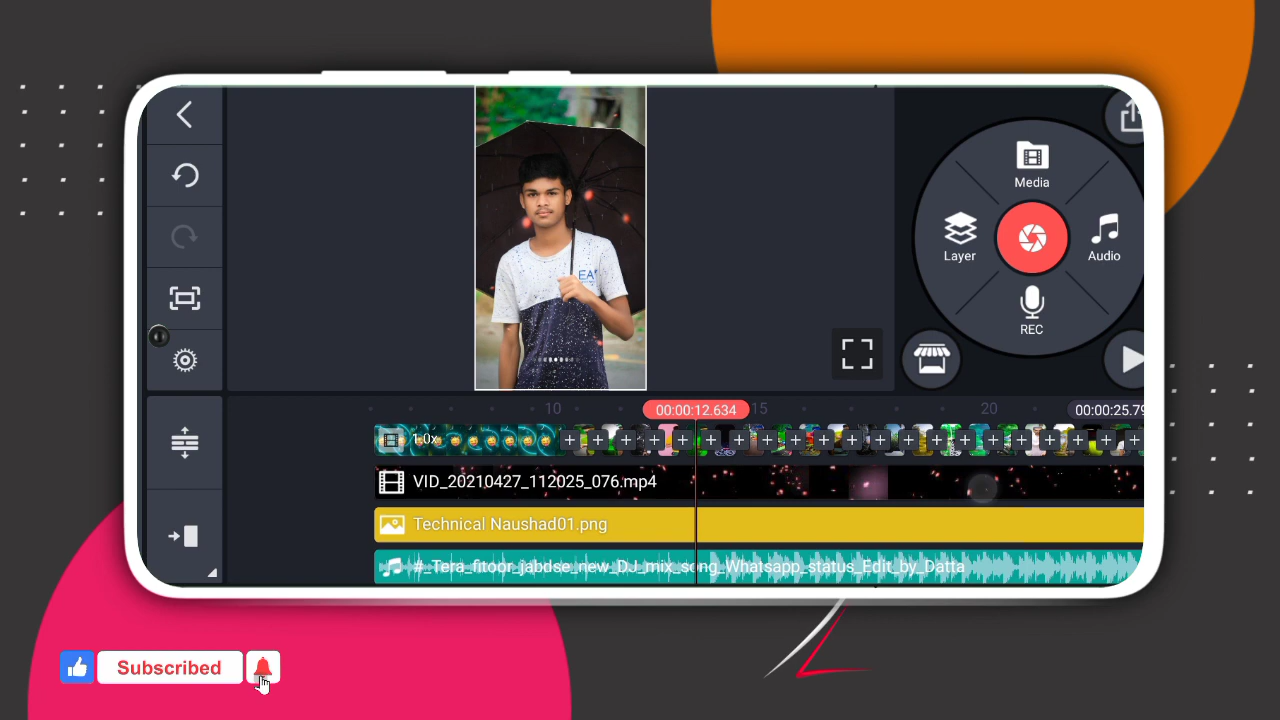 Media
Layer
Audio
REC
EA
10
00:00:12.634
15
20
00:00:25.79
1.0x
VID_20210427_112025_076.mp4
Technical Naushad01.png
#_Tera_fitoor_jabdse_new_DJ_mix_song_Whatsapp_status_Edit_by_Datta
Subscribed